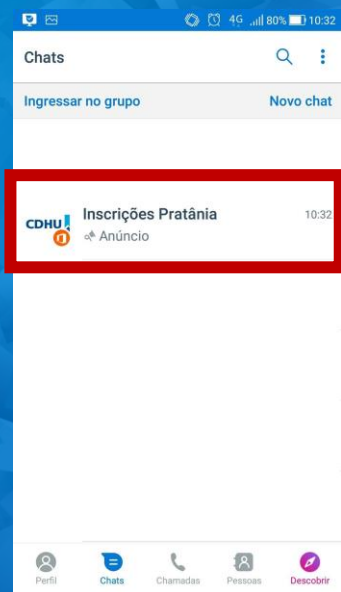 4G 80% 10:32
Chats
Ingressar no grupo Novo chat
CDHU Inscrições Pratânia 10:32
Anúncio
Perfil Chats Chamadas Pessoas Descobrir